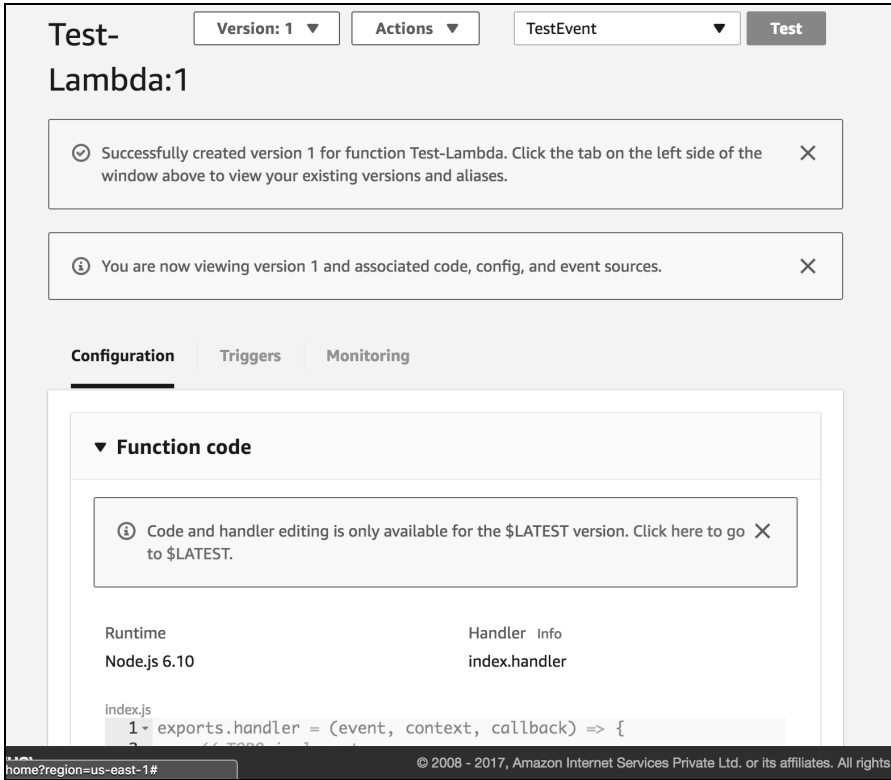 Test-
Lambda:1
Version: 1 ▼
Actions ▼
TestEvent ▼
Test
Successfully created version 1 for function Test-Lambda. Click the tab on the left side of the
window above to view your existing versions and aliases.
You are now viewing version 1 and associated code, config, and event sources.
Configuration
Triggers
Monitoring
▼ Function code
Code and handler editing is only available for the $LATEST version. Click here to go
to $LATEST.
Runtime
Handler Info
Node.js 6.10
index.handler
index.js
1 exports.handler = (event, context, callback) => {
© 2008 - 2017, Amazon Internet Services Private Ltd. or its affiliates. All rights
home?region=us-east-1#